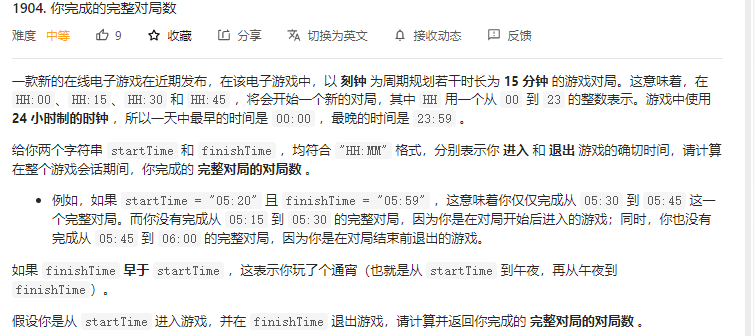 1904. 你完成的完整对局数
难度 中等 9 收藏 分享 切换为英文 接收动态 反馈
一款新的在线电子游戏在近期发布，在该电子游戏中，以 刻钟 为周期规划若干时长为 15 分钟 的游戏对局。这意味着，在
HH:00 、 HH:15 、 HH:30 和 HH:45 ，将会开始一个新的对局，其中 HH 用一个从 00 到 23 的整数表示。游戏中使用
24 小时制的时钟 ，所以一天中最早的时间是 00:00 ，最晚的时间是 23:59 。
给你两个字符串 startTime 和 finishTime ，均符合 "HH:MM" 格式，分别表示你 进入 和 退出 游戏的确切时间，请计算
在整个游戏会话期间，你完成的 完整对局的对局数 。
• 例如，如果 startTime = "05:20" 且 finishTime = "05:59" ，这意味着你仅仅完成从 05:30 到 05:45 这一
个完整对局。而你没有完成从 05:15 到 05:30 的完整对局，因为你是在对局开始后进入的游戏；同时，你也没有
完成从 05:45 到 06:00 的完整对局，因为你是在对局结束前退出的游戏。
如果 finishTime 早于 startTime ，这表示你玩了个通宵（也就是从 startTime 到午夜，再从午夜到
finishTime ）。
假设你是从 startTime 进入游戏，并在 finishTime 退出游戏，请计算并返回你完成的 完整对局的对局数 。